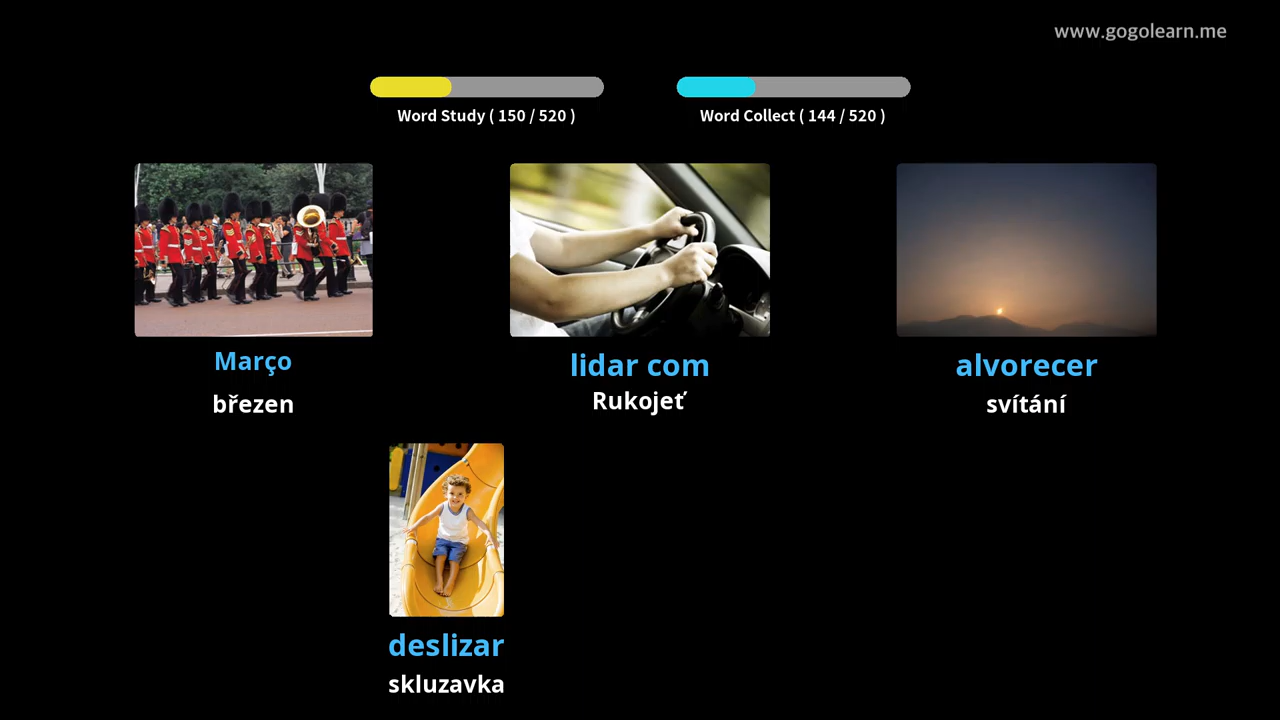 www.gogolearn.me
Word Study ( 150 / 520 )
Word Collect ( 144 / 520 )
Março
březen
lidar com
Rukojeť
alvorecer
svítání
deslizar
skluzavka